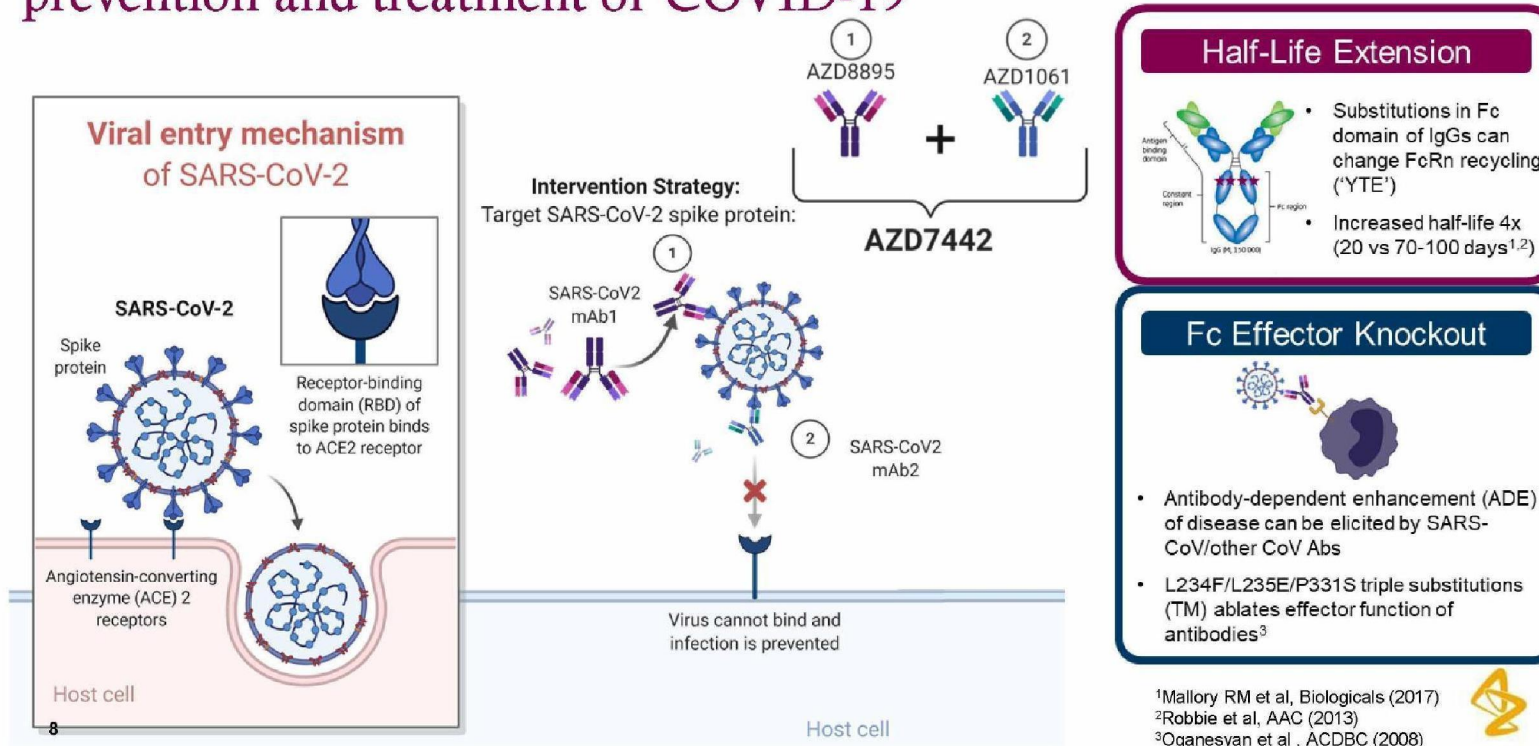 prevention and treatment of COVID-19
Viral entry mechanism
of SARS-CoV-2
SARS-CoV-2
Spike
protein
Receptor-binding
domain (RBD) of
spike protein binds
to ACE2 receptor
Angiotensin-converting
enzyme (ACE) 2
receptors
Host cell
8
1
AZD8895
+
2
AZD1061
AZD7442
Intervention Strategy:
Target SARS-CoV-2 spike protein:
1
SARS-CoV2
mAb1
2
SARS-CoV2
mAb2
Virus cannot bind and
infection is prevented
Host cell
Half-Life Extension
Antigen
binding
domain
Constant
region
Fc region
IgG (M, 150 000)
• Substitutions in Fc
domain of IgGs can
change FcRn recycling
('YTE')
• Increased half-life 4x
(20 vs 70-100 days1,2)
Fc Effector Knockout
• Antibody-dependent enhancement (ADE)
of disease can be elicited by SARS-
CoV/other CoV Abs
• L234F/L235E/P331S triple substitutions
(TM) ablates effector function of
antibodies3
1Mallory RM et al, Biologicals (2017)
2Robbie et al, AAC (2013)
3Oganesyan et al , ACDBC (2008)